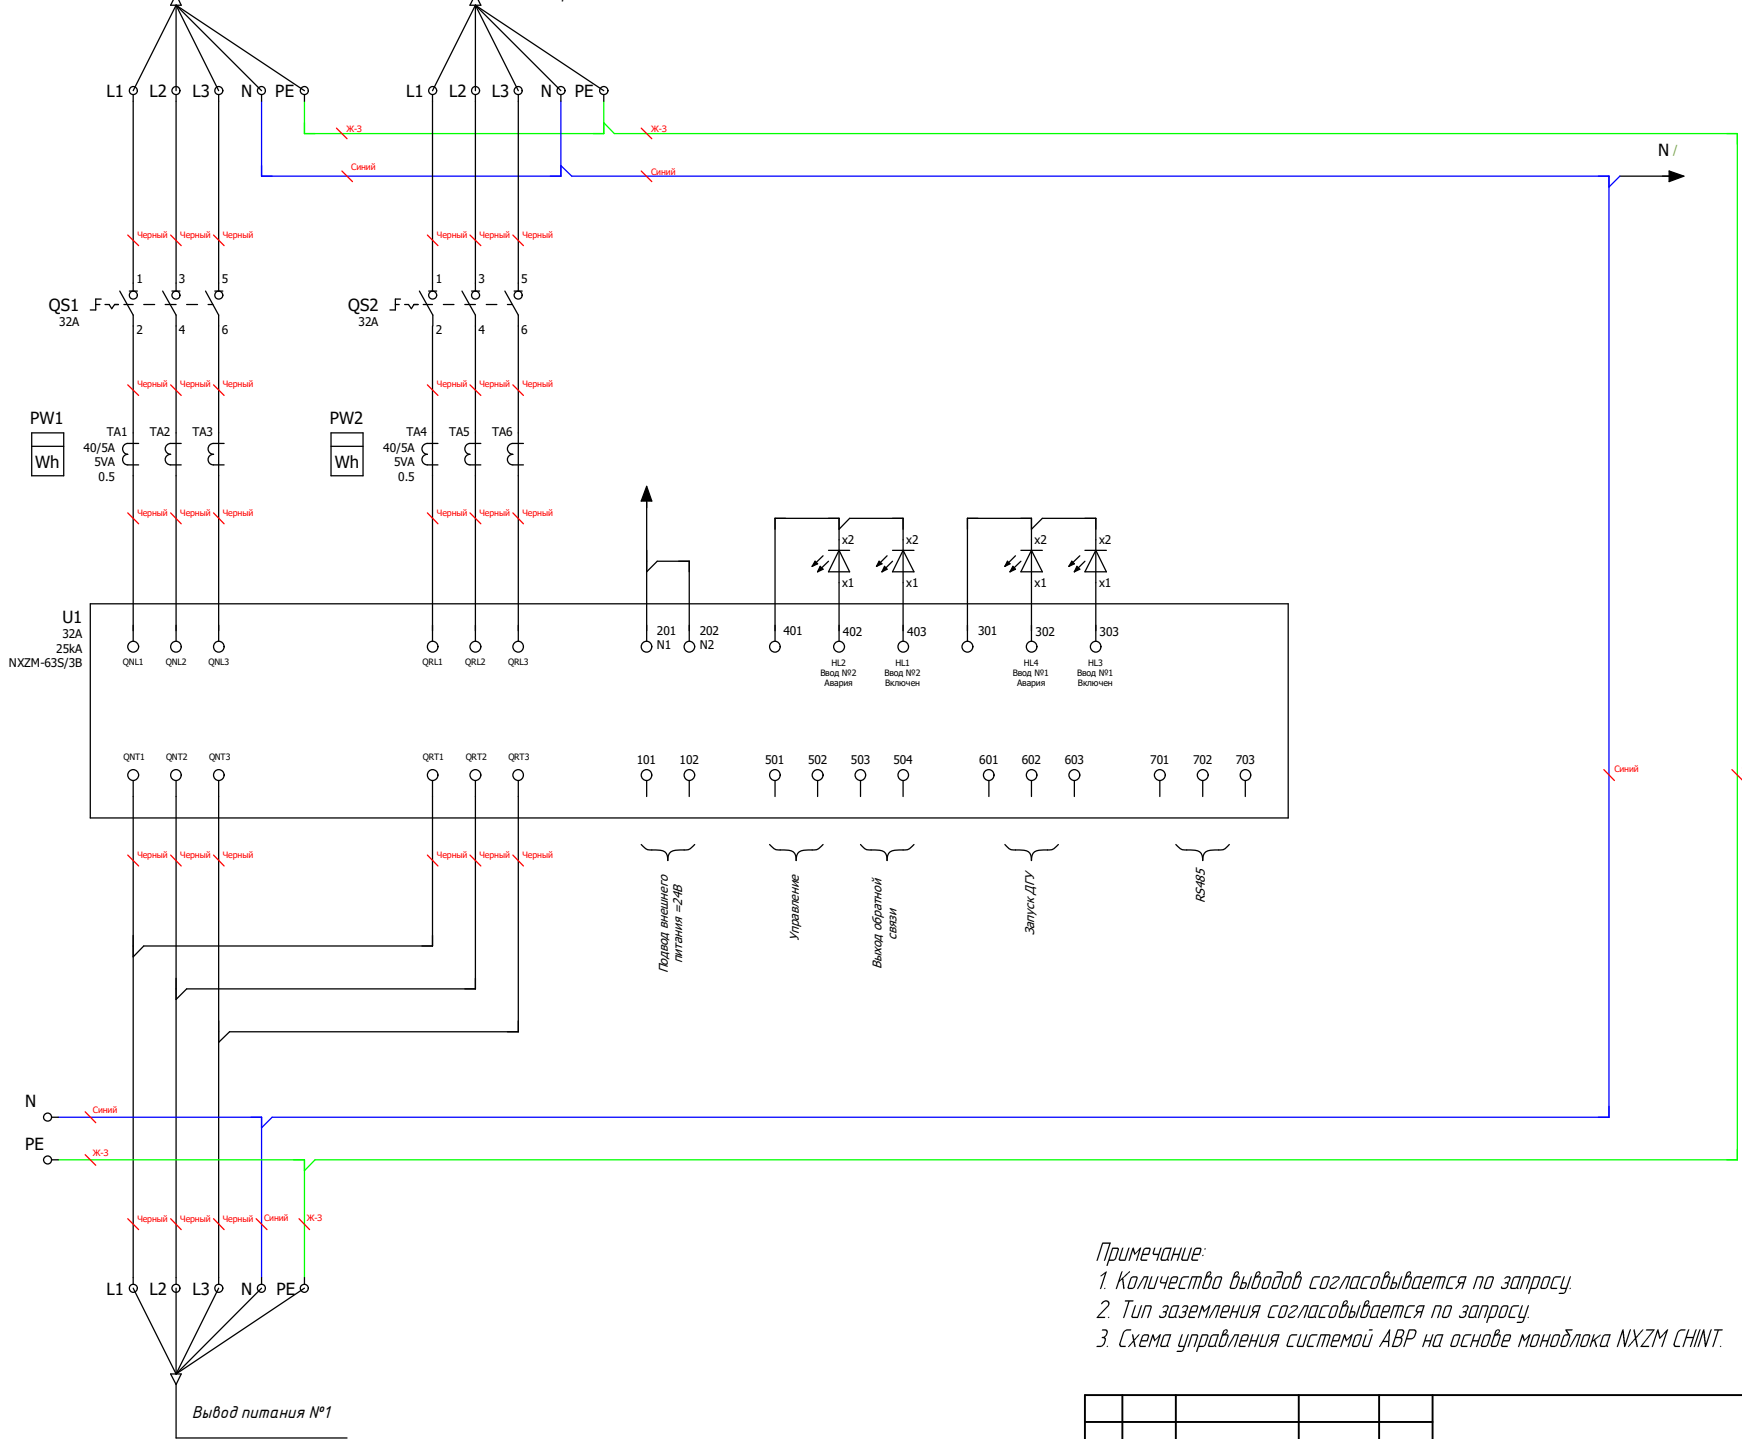 L1 L2 L3 N PE L1 L2 L3 N PE
Ж-З Ж-З
N /
Синий Синий
Черный Черный Черный Черный Черный Черный
1 3 5 1 3 5
QS1 QS2
32A 32A
2 4 6 2 4 6
Черный Черный Черный Черный Черный Черный
PW1 PW2
TA1 TA2 TA3 TA4 TA5 TA6
40/5A 40/5A
Wh 5VA Wh 5VA
0.5 0.5
Черный Черный Черный Черный Черный Черный
x2 x2 x2 x2
x1 x1 x1 x1
U1
32A
25kA
NXZM-63S/3B
QNL1 QNL2 QNL3 QRL1 QRL2 QRL3
201 202 401 402 403 301 302 303
N1 N2
HL2 HL1 HL4 HL3
Ввод №2 Ввод №2 Ввод №1 Ввод №1
Авария Включен Авария Включен
QNT1 QNT2 QNT3 QRT1 QRT2 QRT3
101 102 501 502 503 504 601 602 603 701 702 703
Синий
Черный Черный Черный Черный Черный Черный
Подвод внешнего
питания =24В
Управление
Выход обратной
связи
Запуск ДГУ
RS485
N
Синий
PE
Ж-З
Черный Черный Черный Синий Ж-З
L1 L2 L3 N PE
Вывод питания №1
Примечание:
1. Количество выводов согласовывается по запросу.
2. Тип заземления согласовывается по запросу.
3. Схема управления системой АВР на основе моноблока NXZM CHINT.